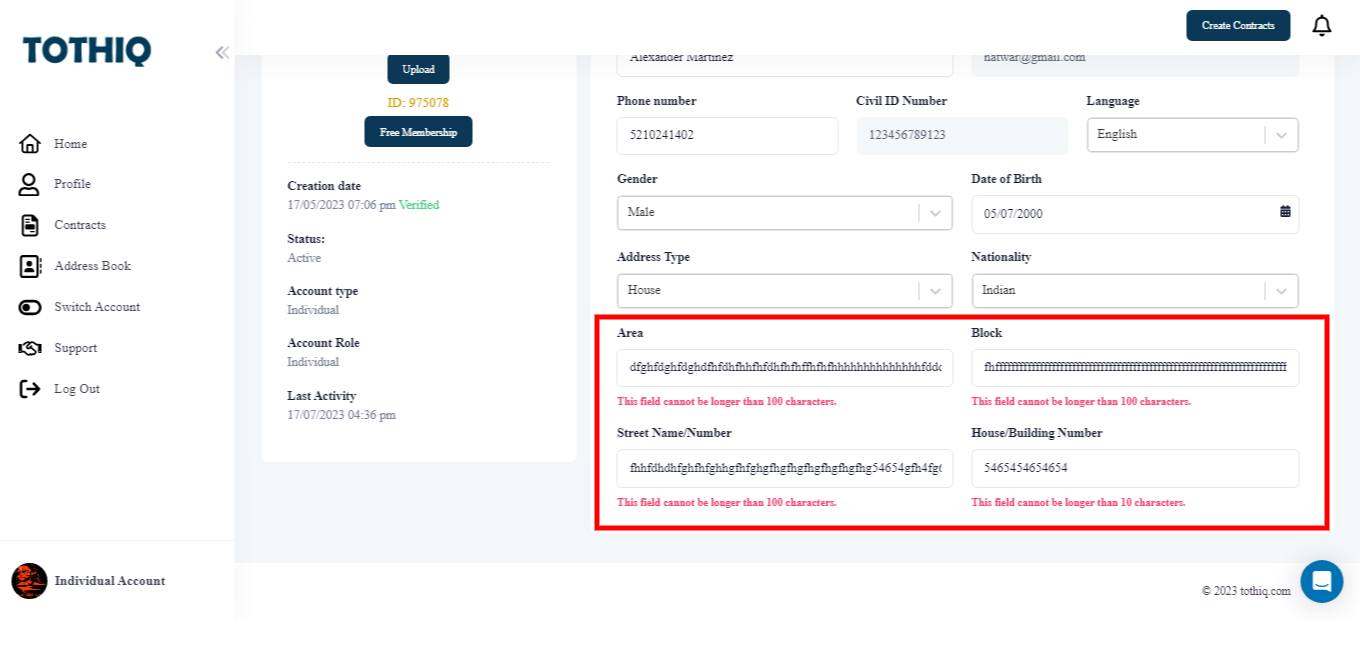 TOTHIQ
Create Contracts
Home
Profile
Contracts
Address Book
Switch Account
Support
Log Out
Individual Account
Upload
ID: 975078
Free Membership
Creation date
17/05/2023 07:06 pm Verified
Status:
Active
Account type
Individual
Account Role
Individual
Last Activity
17/07/2023 04:36 pm
Alexander Martinez
natwar@gmail.com
Phone number
Civil ID Number
Language
5210241402
123456789123
English
Gender
Date of Birth
Male
05/07/2000
Address Type
Nationality
House
Indian
Area
Block
This field cannot be longer than 100 characters.
This field cannot be longer than 100 characters.
Street Name/Number
House/Building Number
5465454654654
This field cannot be longer than 100 characters.
This field cannot be longer than 10 characters.
© 2023 tothiq.com